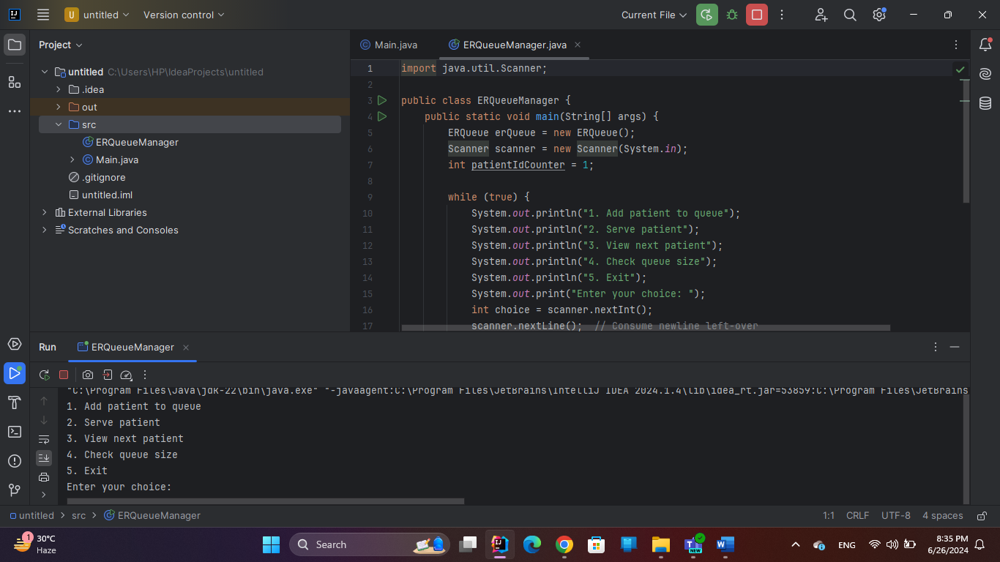 U untitled Version control Current File
Project
untitled C:\Users\HP\IdeaProjects\untitled
.idea
out
src
ERQueueManager
Main.java
.gitignore
untitled.iml
External Libraries
Scratches and Consoles
Main.java ERQueueManager.java
1 import java.util.Scanner;
2
3 public class ERQueueManager {
4 public static void main(String[] args) {
5 ERQueue erQueue = new ERQueue();
6 Scanner scanner = new Scanner(System.in);
7 int patientIdCounter = 1;
8
9 while (true) {
10 System.out.println("1. Add patient to queue");
11 System.out.println("2. Serve patient");
12 System.out.println("3. View next patient");
13 System.out.println("4. Check queue size");
14 System.out.println("5. Exit");
15 System.out.print("Enter your choice: ");
16 int choice = scanner.nextInt();
17 scanner.nextLine(); // Consume newline left-over
Run ERQueueManager
"C:\Program Files\Java\jdk-22\bin\java.exe" "-javaagent:C:\Program Files\JetBrains\IntelliJ IDEA 2024.1.4\lib\idea_rt.jar=53859:C:\Program Files\JetBrains
1. Add patient to queue
2. Serve patient
3. View next patient
4. Check queue size
5. Exit
Enter your choice:
untitled > src > ERQueueManager 1:1 CRLF UTF-8 4 spaces
1 30°C
Haze
Search
NEW
ENG
8:35 PM
6/26/2024